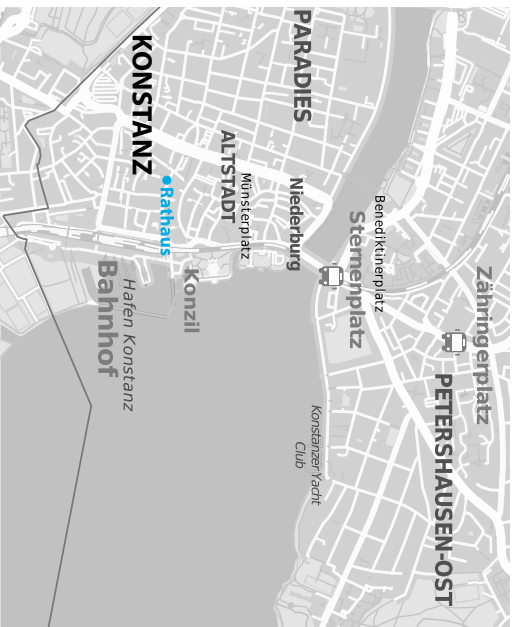 PETERSHAUSEN-OST
Zähringerplatz
Benediktinerplatz
Sternenplatz
Konstanzer Yacht
Club
PARADIES
Niederburg
Münsterplatz
ALTSTADT
Konzil
Rathaus
KONSTANZ
Hafen Konstanz
Bahnhof